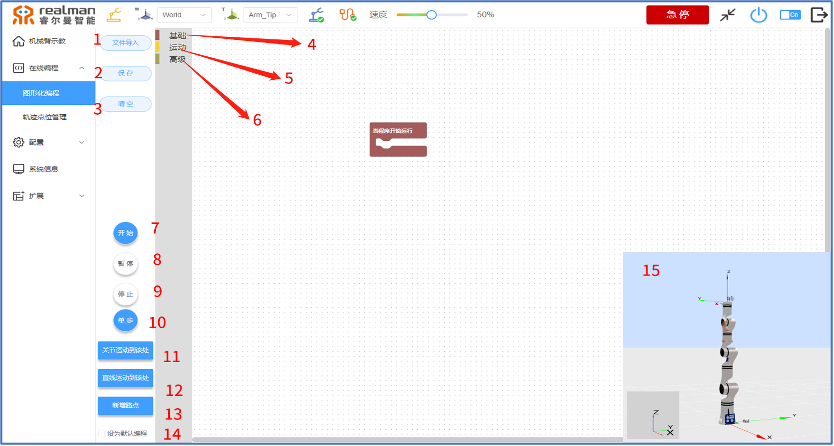 realman
睿尔曼智能
World
Arm_Tip
速度
50%
急 停
On
机械臂示教
在线编程
图形化编程
轨迹点位管理
配置
系统信息
扩展
1
文件导入
2
保 存
3
清 空
基础
运动
高级
4
5
6
当程序开始运行
7
开 始
8
暂 停
9
停 止
10
单 步
11
关节运动到该处
12
直线运动到该处
13
新增路点
14
设为默认编程
15
Z
Y
X
Z
Y
X
Y
X